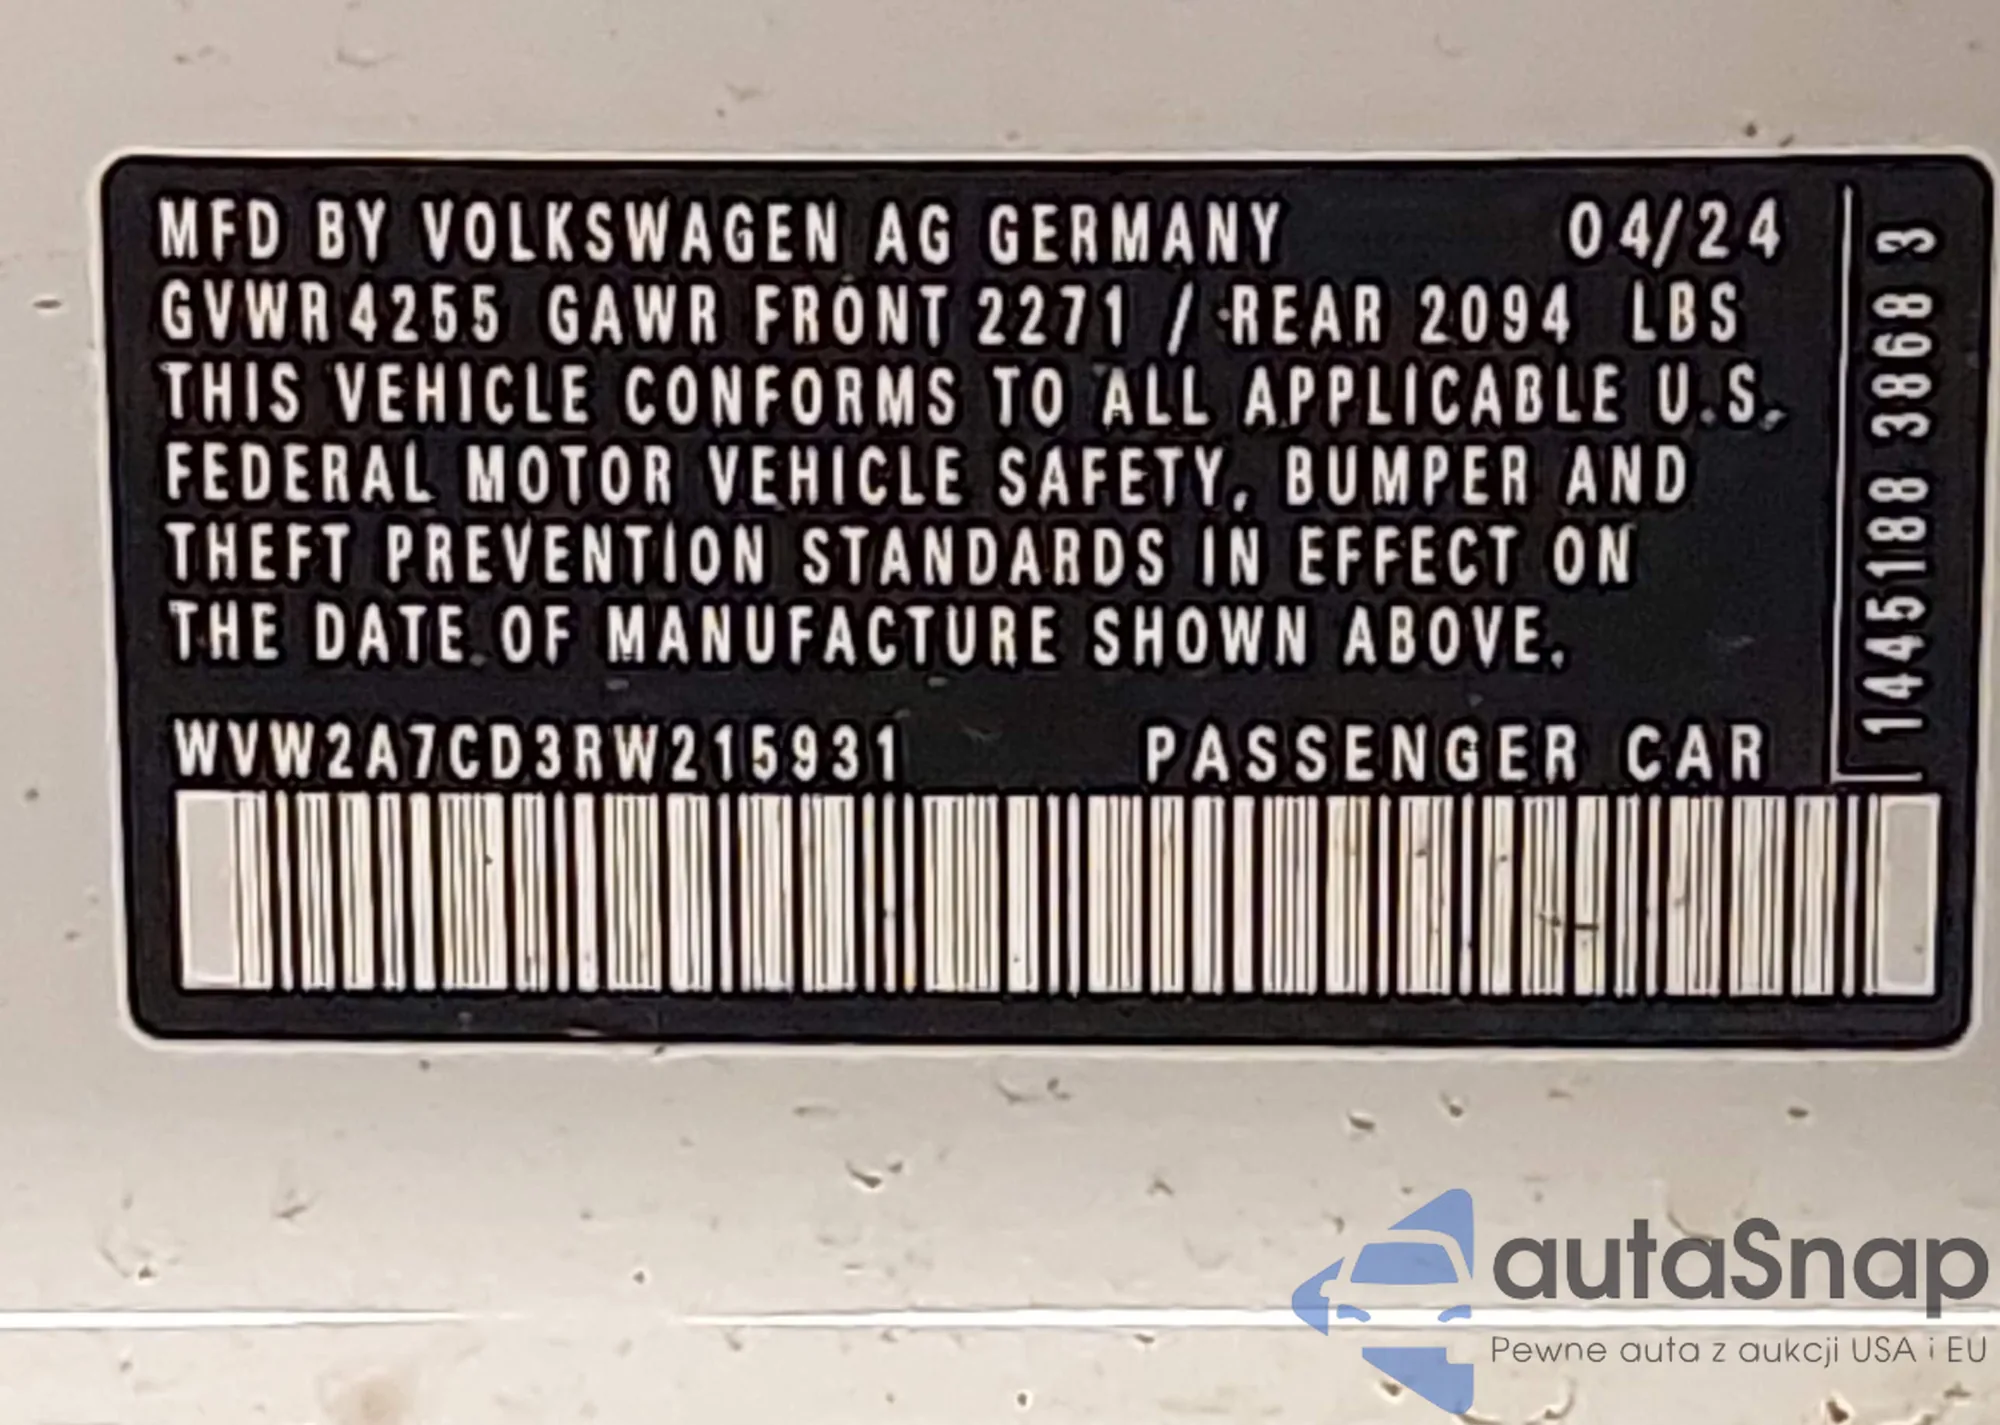 MFD BY VOLKSWAGEN AG GERMANY 04/24
GVWR 4255 GAWR FRONT 2271 / REAR 2094 LBS
THIS VEHICLE CONFORMS TO ALL APPLICABLE U.S.
FEDERAL MOTOR VEHICLE SAFETY, BUMPER AND
THEFT PREVENTION STANDARDS IN EFFECT ON
THE DATE OF MANUFACTURE SHOWN ABOVE.
WVW2A7CD3RW215931 PASSENGER CAR
1445188 3868 3
autaSnap
Pewne auta z aukcji USA i EU